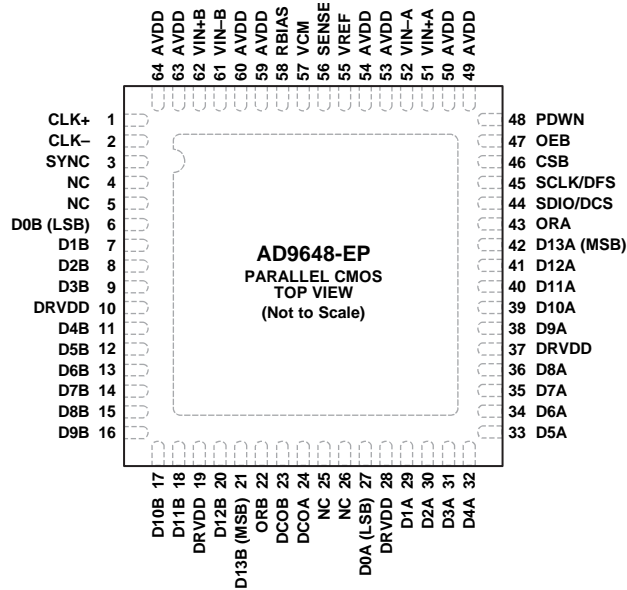 64 AVDD
63 AVDD
62 VIN+B
61 VIN–B
60 AVDD
59 AVDD
58 RBIAS
57 VCM
56 SENSE
55 VREF
54 AVDD
53 AVDD
52 VIN–A
51 VIN+A
50 AVDD
49 AVDD
CLK+ 1
CLK– 2
SYNC 3
NC 4
NC 5
D0B (LSB) 6
D1B 7
D2B 8
D3B 9
DRVDD 10
D4B 11
D5B 12
D6B 13
D7B 14
D8B 15
D9B 16
AD9648-EP
PARALLEL CMOS
TOP VIEW
(Not to Scale)
48 PDWN
47 OEB
46 CSB
45 SCLK/DFS
44 SDIO/DCS
43 ORA
42 D13A (MSB)
41 D12A
40 D11A
39 D10A
38 D9A
37 DRVDD
36 D8A
35 D7A
34 D6A
33 D5A
D10B 17
D11B 18
DRVDD 19
D12B 20
D13B (MSB) 21
ORB 22
DCOB 23
DCOA 24
NC 25
NC 26
D0A (LSB) 27
DRVDD 28
D1A 29
D2A 30
D3A 31
D4A 32